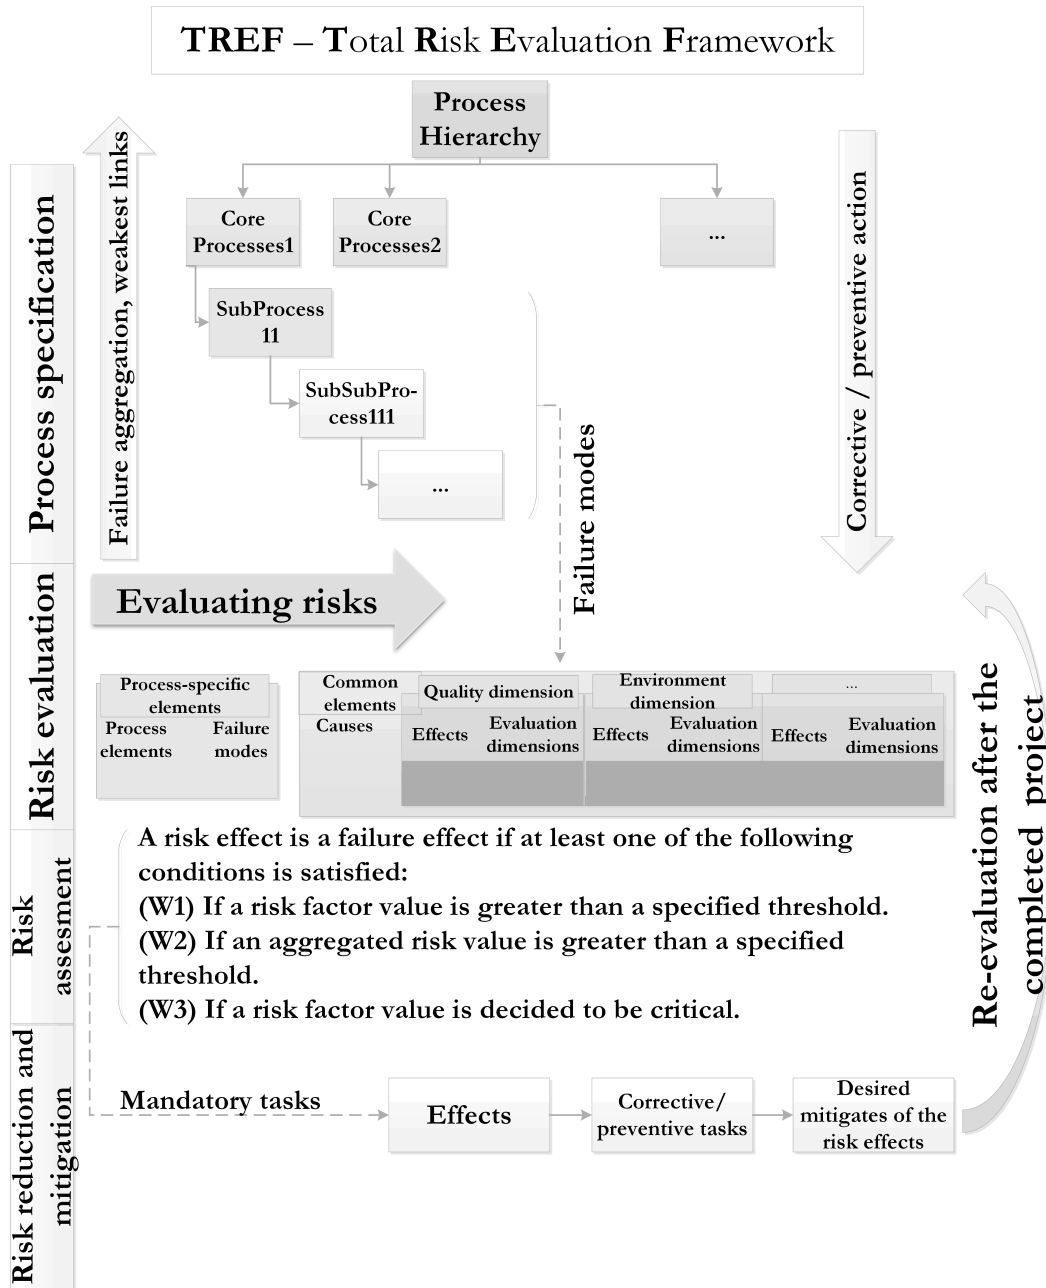 TREF – Total Risk Evaluation Framework
Process
Hierarchy
Core
Processes1
Core
Processes2
...
SubProcess
11
SubSubPro-
cess111
...
Process specification
Failure aggregation, weakest links
Corrective / preventive action
Failure modes
Risk evaluation
Evaluating risks
Process-specific
elements
Process
elements
Failure
modes
Common
elements
Causes
Quality dimension
Effects
Evaluation
dimensions
Environment
dimension
Effects
Evaluation
dimensions
...
Effects
Evaluation
dimensions
Re-evaluation after the
completed project
Risk
assesment
A risk effect is a failure effect if at least one of the following
conditions is satisfied:
(W1) If a risk factor value is greater than a specified threshold.
(W2) If an aggregated risk value is greater than a specified
threshold.
(W3) If a risk factor value is decided to be critical.
Risk reduction and
mitigation
Mandatory tasks
Effects
Corrective/
preventive tasks
Desired
mitigates of the
risk effects